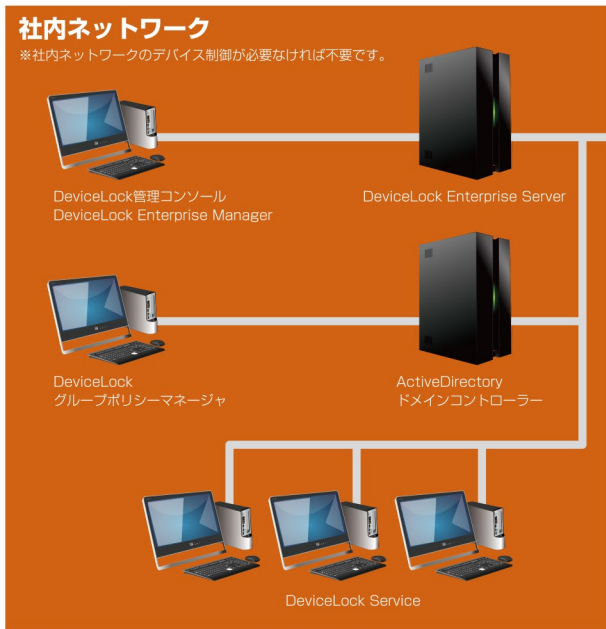 社内ネットワーク
※社内ネットワークのデバイス制御が必要なければ不要です。
DeviceLock管理コンソール
DeviceLock Enterprise Manager
DeviceLock Enterprise Server
DeviceLock
グループポリシーマネージャ
ActiveDirectory
ドメインコントローラー
DeviceLock Service